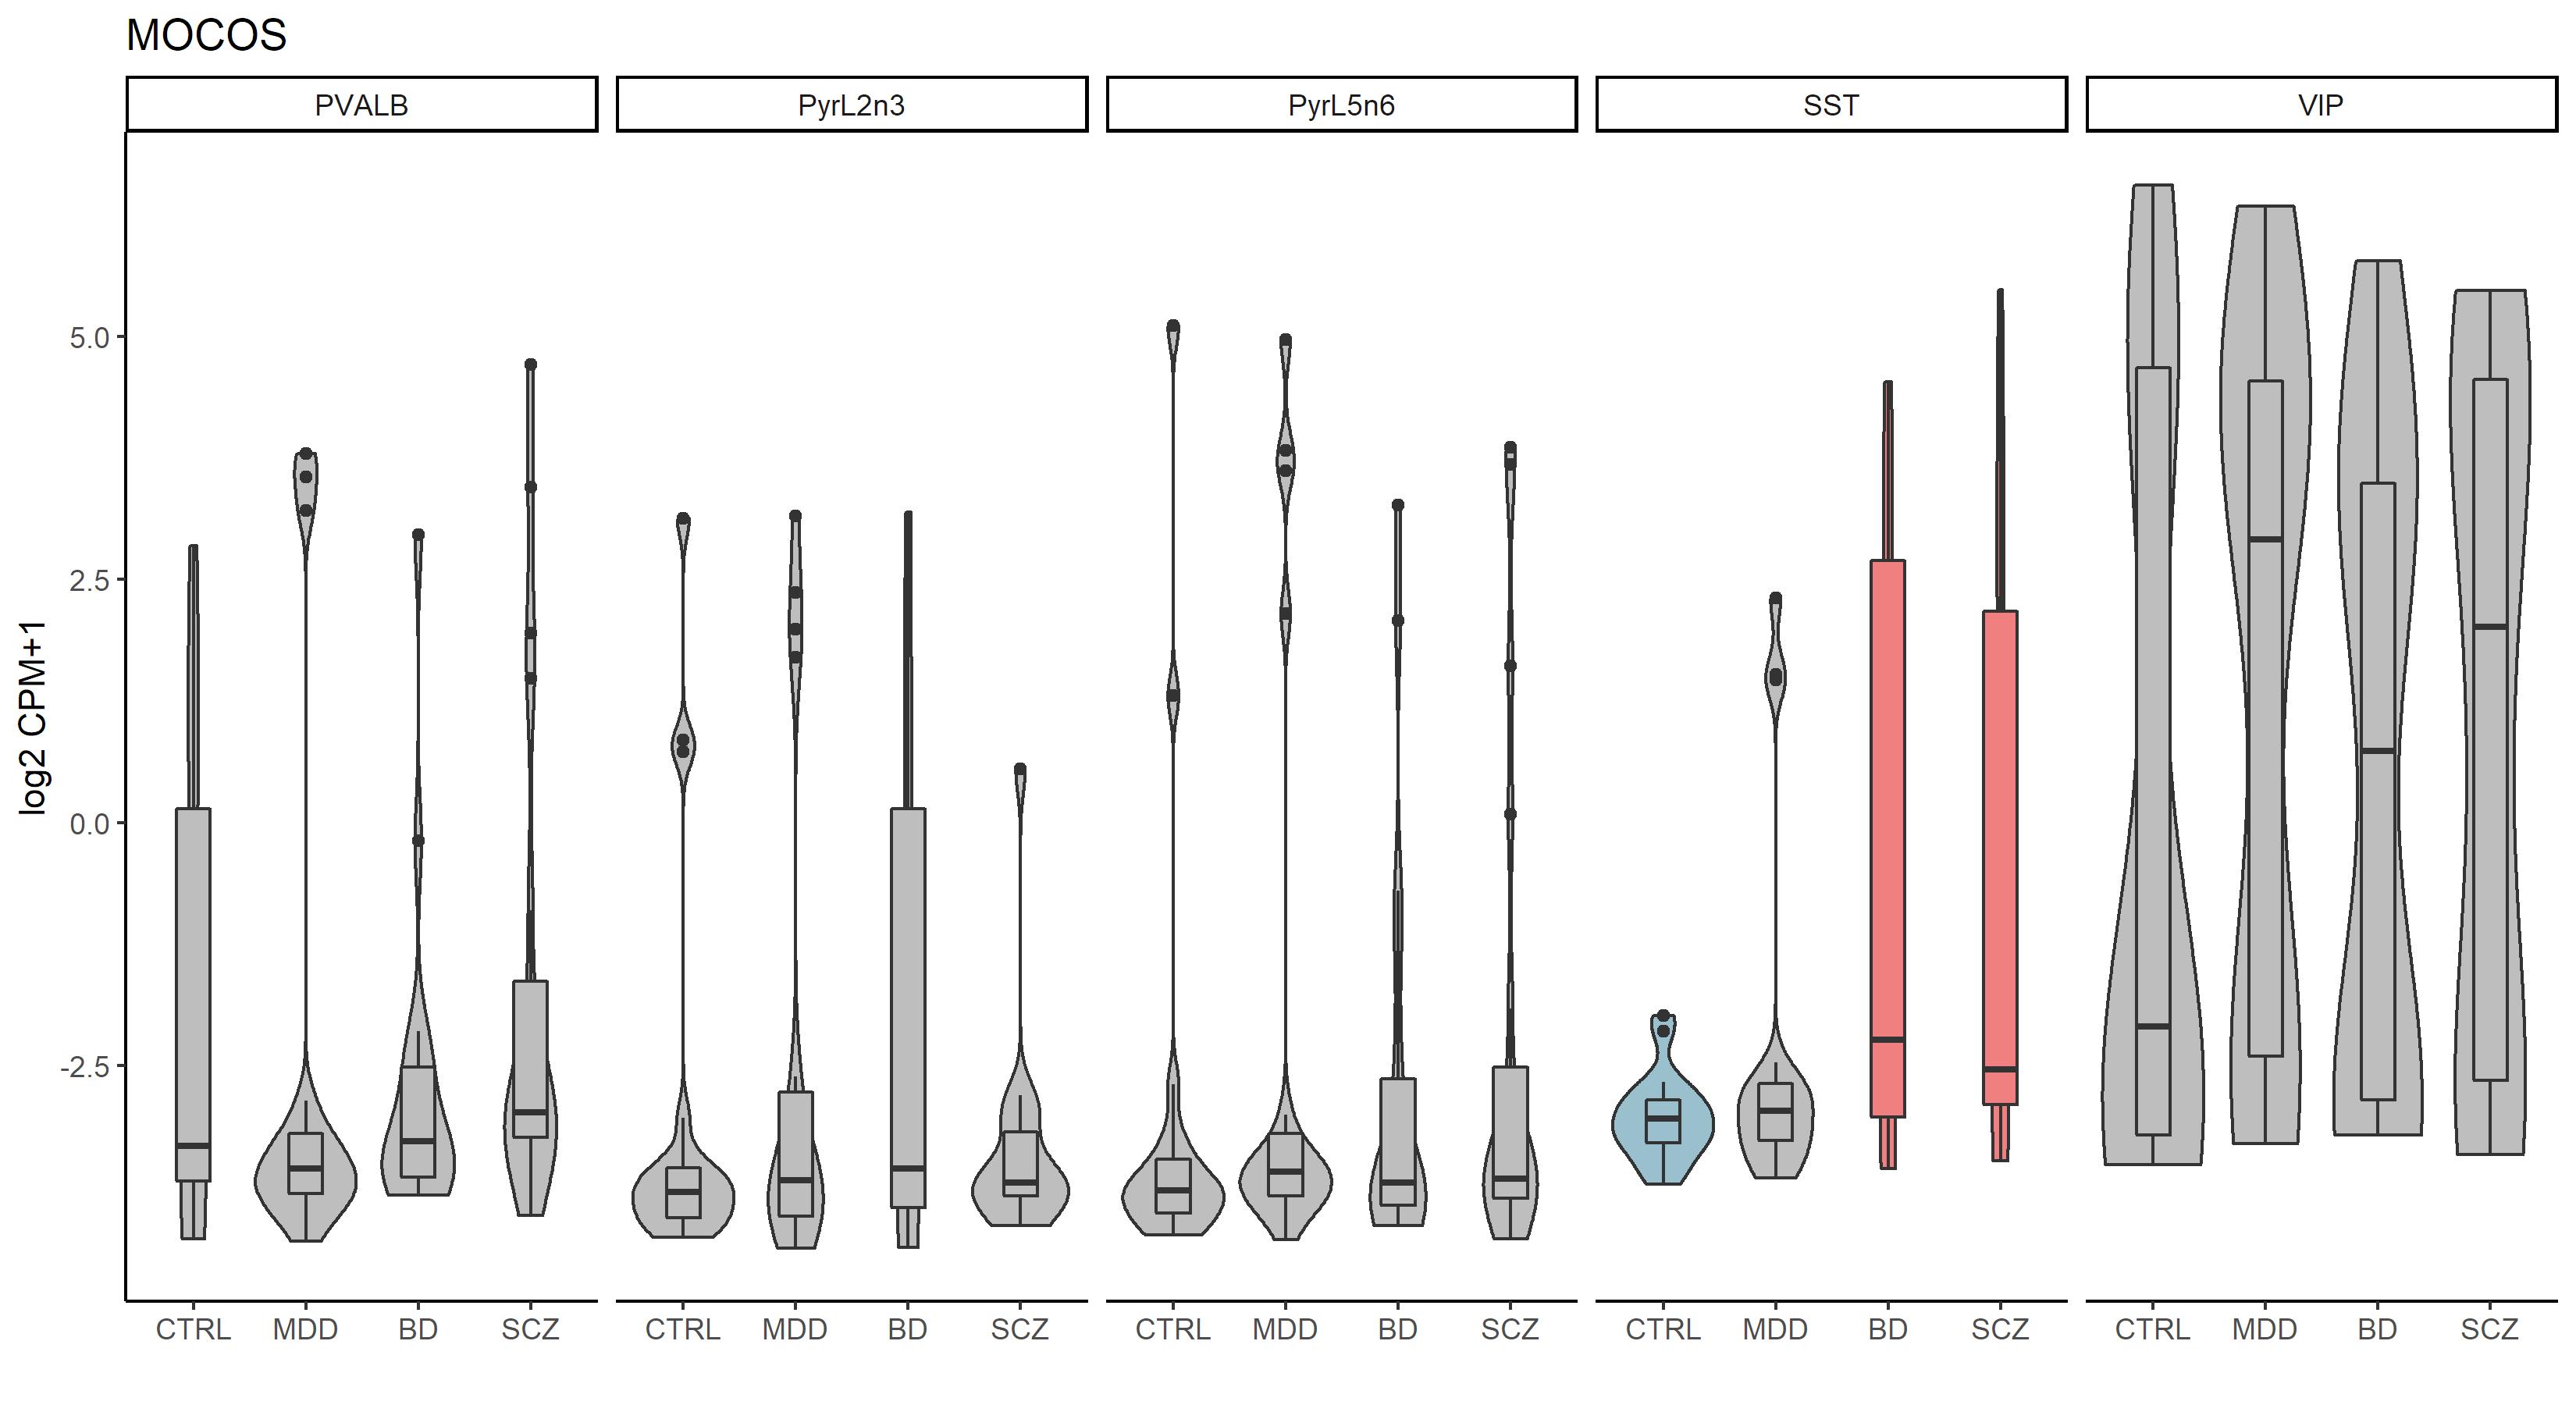 MOCOS
PVALB PyrL2n3 PyrL5n6 SST VIP
log2 CPM+1
5.0
2.5
0.0
-2.5
CTRL MDD BD SCZ CTRL MDD BD SCZ CTRL MDD BD SCZ CTRL MDD BD SCZ CTRL MDD BD SCZ